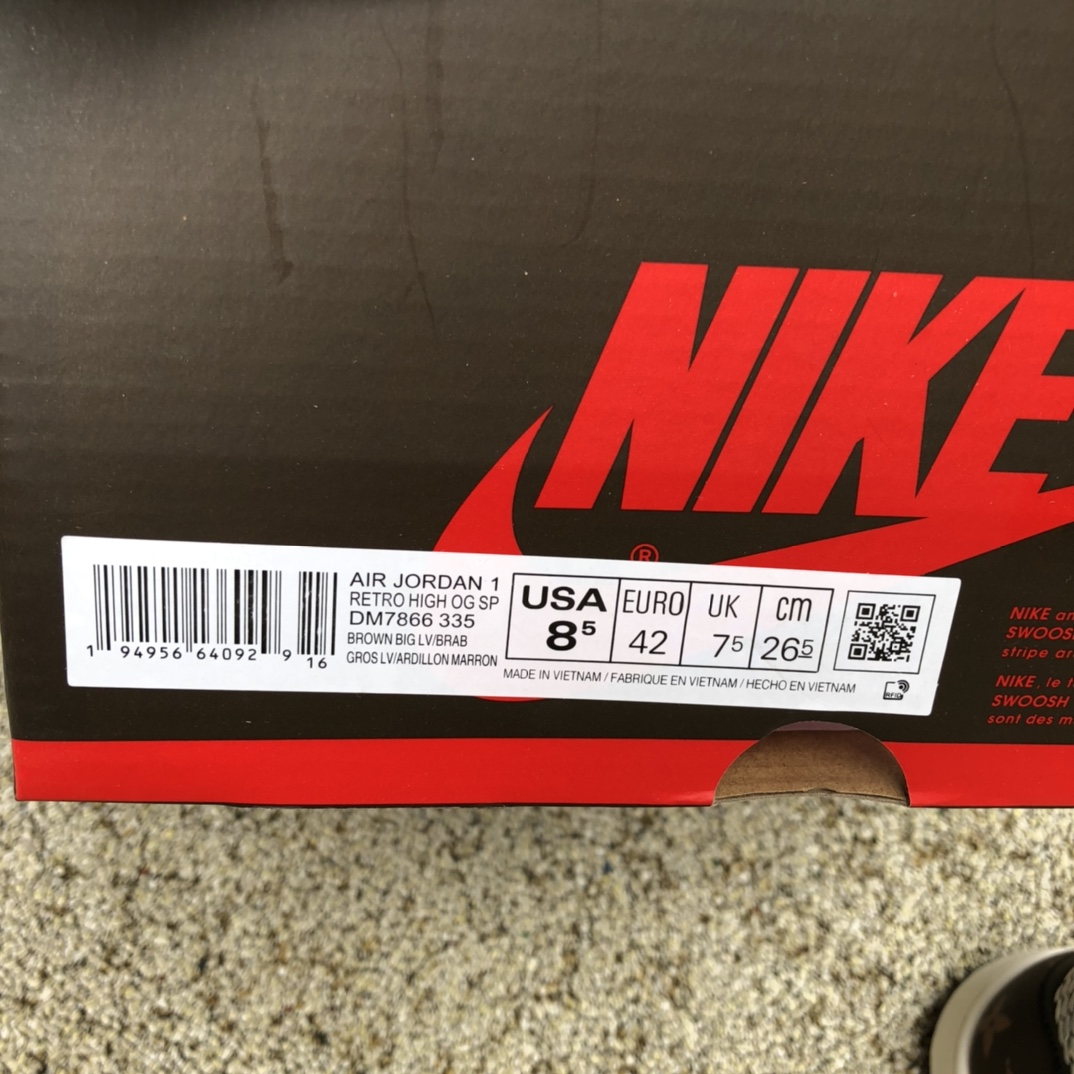 NIKE
®
AIR JORDAN 1
RETRO HIGH OG SP
DM7866 335
BROWN BIG LV/BRAB
GROS LV/ARDILLON MARRON
1 94956 64092 9 16
USA EURO UK cm
8⁵ 42 7⁵ 26⁵
MADE IN VIETNAM / FABRIQUE EN VIETNAM / HECHO EN VIETNAM
RFID
NIKE
SWOOSH
stripe
NIKE, le
SWOOSH
sont des